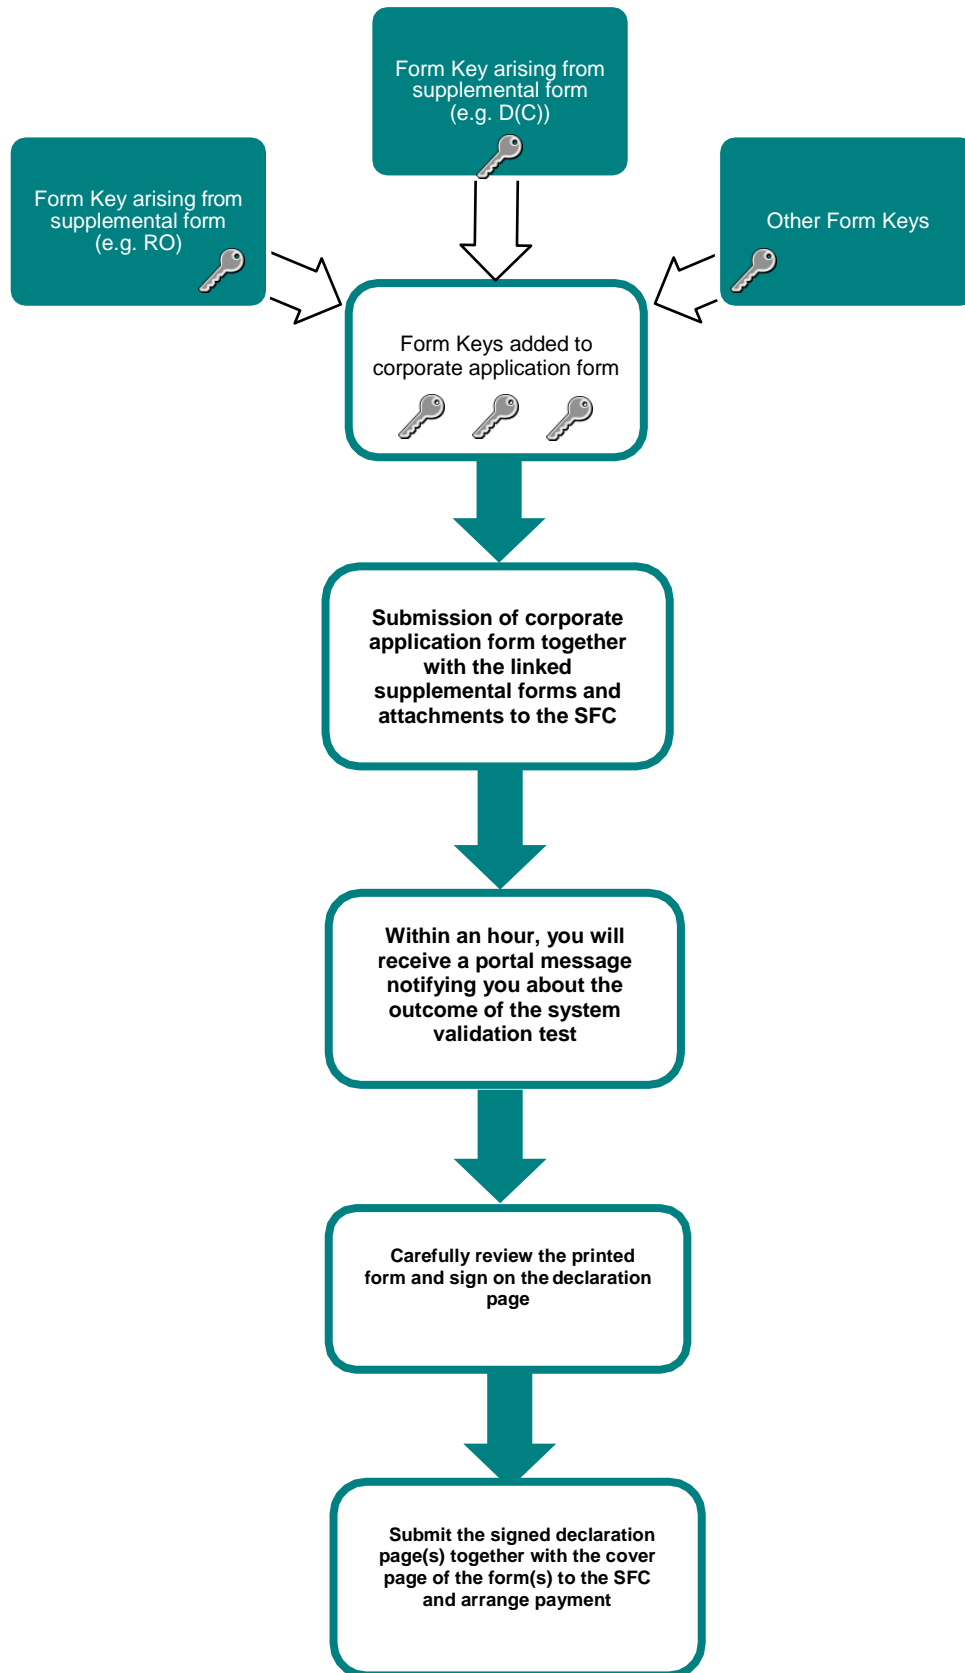 Form Key arising from
supplemental form
(e.g. D(C))
Form Key arising from
supplemental form
(e.g. RO)
Other Form Keys
Form Keys added to
corporate application form
Submission of corporate
application form together
with the linked
supplemental forms and
attachments to the SFC
Within an hour, you will
receive a portal message
notifying you about the
outcome of the system
validation test
Carefully review the printed
form and sign on the declaration
page
Submit the signed declaration
page(s) together with the cover
page of the form(s) to the SFC
and arrange payment